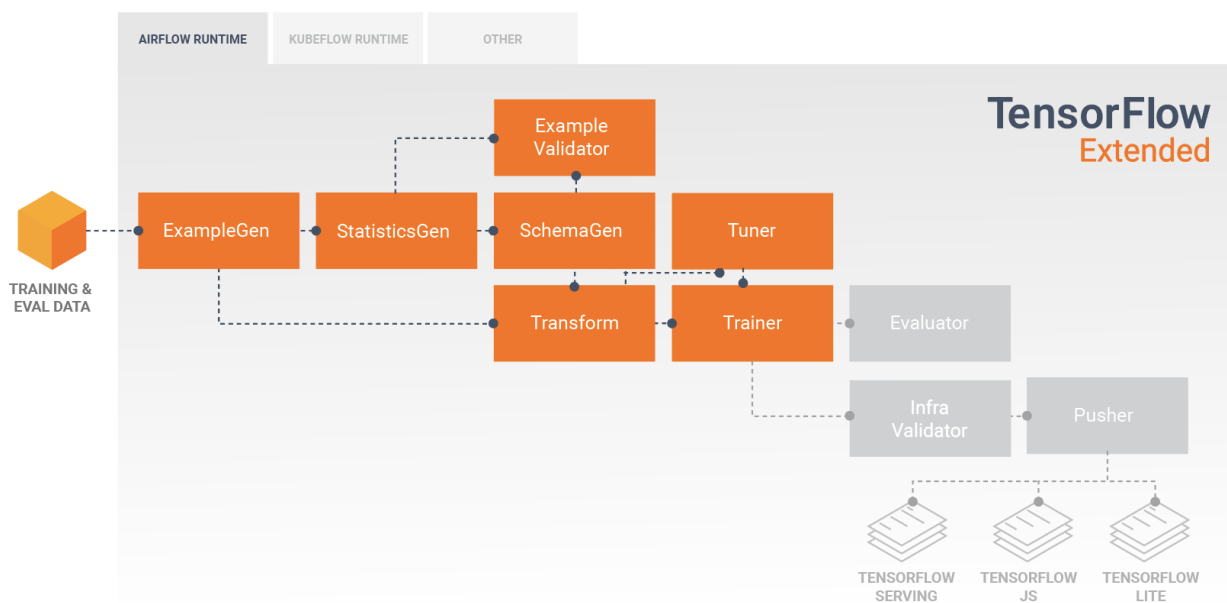 AIRFLOW RUNTIME
KUBEFLOW RUNTIME
OTHER
TensorFlow
Extended
Example
Validator
ExampleGen
StatisticsGen
SchemaGen
Tuner
TRAINING &
EVAL DATA
Transform
Trainer
Evaluator
Infra
Validator
Pusher
TENSORFLOW
SERVING
TENSORFLOW
JS
TENSORFLOW
LITE